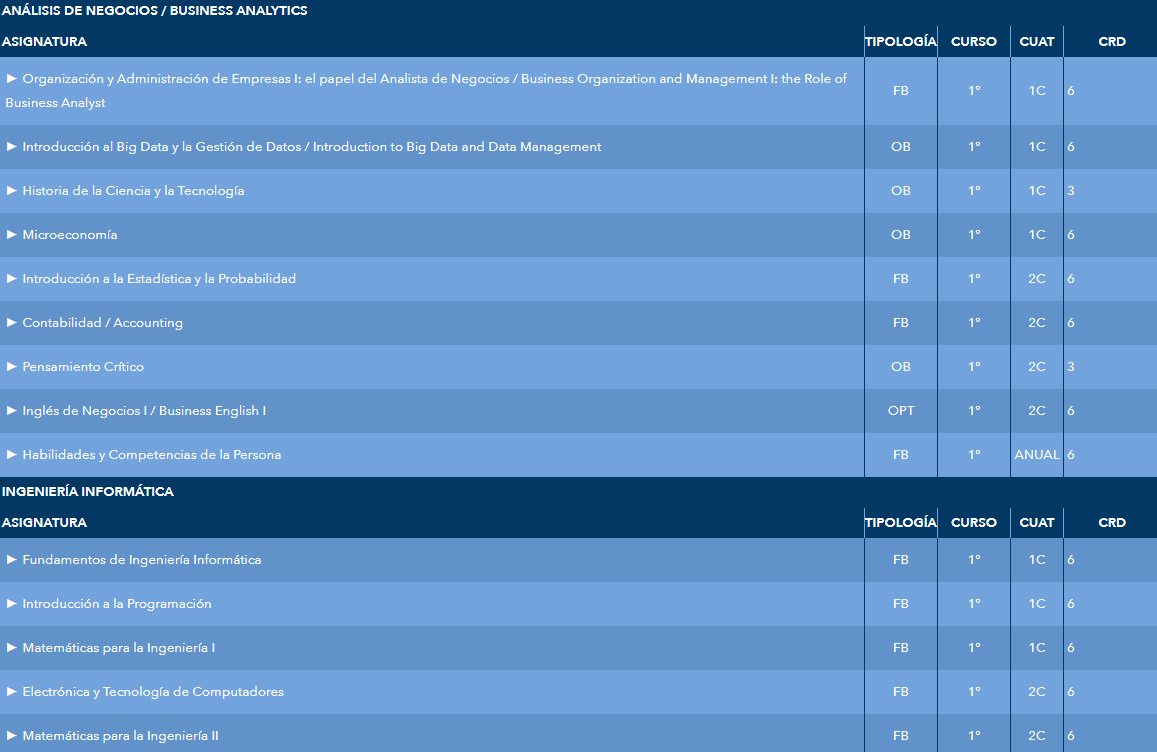 ANÁLISIS DE NEGOCIOS / BUSINESS ANALYTICS
ASIGNATURA TIPOLOGÍA CURSO CUAT CRD
► Organización y Administración de Empresas I: el papel del Analista de Negocios / Business Organization and Management I: the Role of
Business Analyst FB 1º 1C 6
► Introducción al Big Data y la Gestión de Datos / Introduction to Big Data and Data Management OB 1º 1C 6
► Historia de la Ciencia y la Tecnología OB 1º 1C 3
► Microeconomía OB 1º 1C 6
► Introducción a la Estadística y la Probabilidad FB 1º 2C 6
► Contabilidad / Accounting FB 1º 2C 6
► Pensamiento Crítico OB 1º 2C 3
► Inglés de Negocios I / Business English I OPT 1º 2C 6
► Habilidades y Competencias de la Persona FB 1º ANUAL 6
INGENIERÍA INFORMÁTICA
ASIGNATURA TIPOLOGÍA CURSO CUAT CRD
► Fundamentos de Ingeniería Informática FB 1º 1C 6
► Introducción a la Programación FB 1º 1C 6
► Matemáticas para la Ingeniería I FB 1º 1C 6
► Electrónica y Tecnología de Computadores FB 1º 2C 6
► Matemáticas para la Ingeniería II FB 1º 2C 6